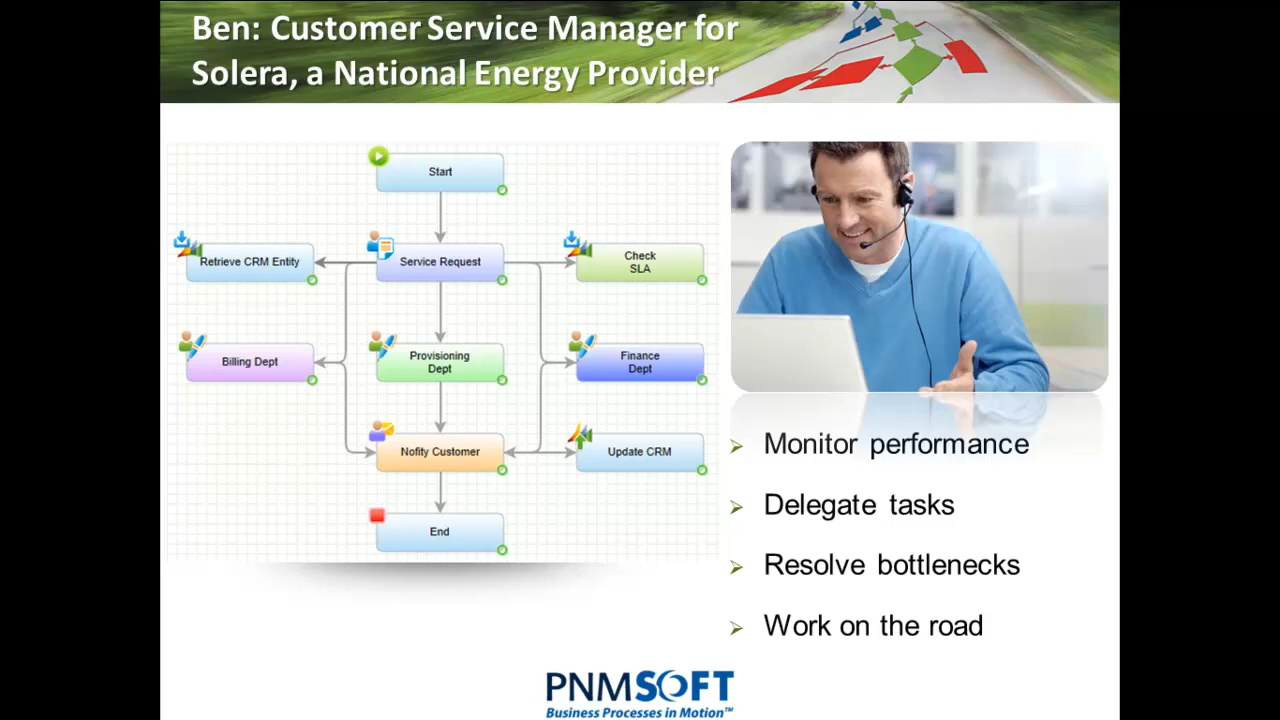 Ben: Customer Service Manager for
Solera, a National Energy Provider
Start
Retrieve CRM Entity
Service Request
Check
SLA
Billing Dept
Provisioning
Dept
Finance
Dept
Nofity Customer
Update CRM
End
Monitor performance
Delegate tasks
Resolve bottlenecks
Work on the road
PNMSOFT
Business Processes in Motion™